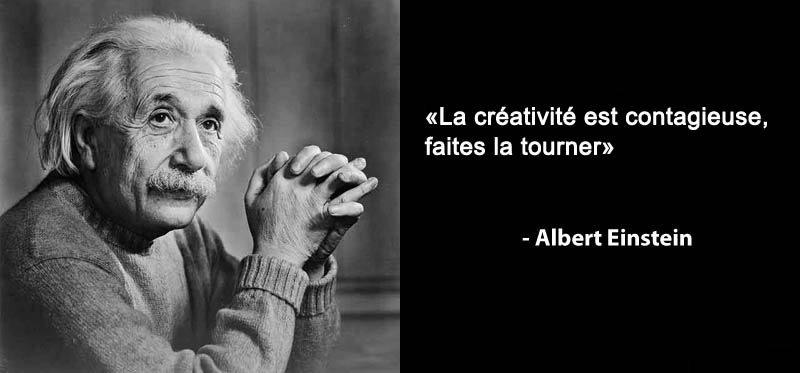 «La créativité est contagieuse,
faites la tourner»
- Albert Einstein